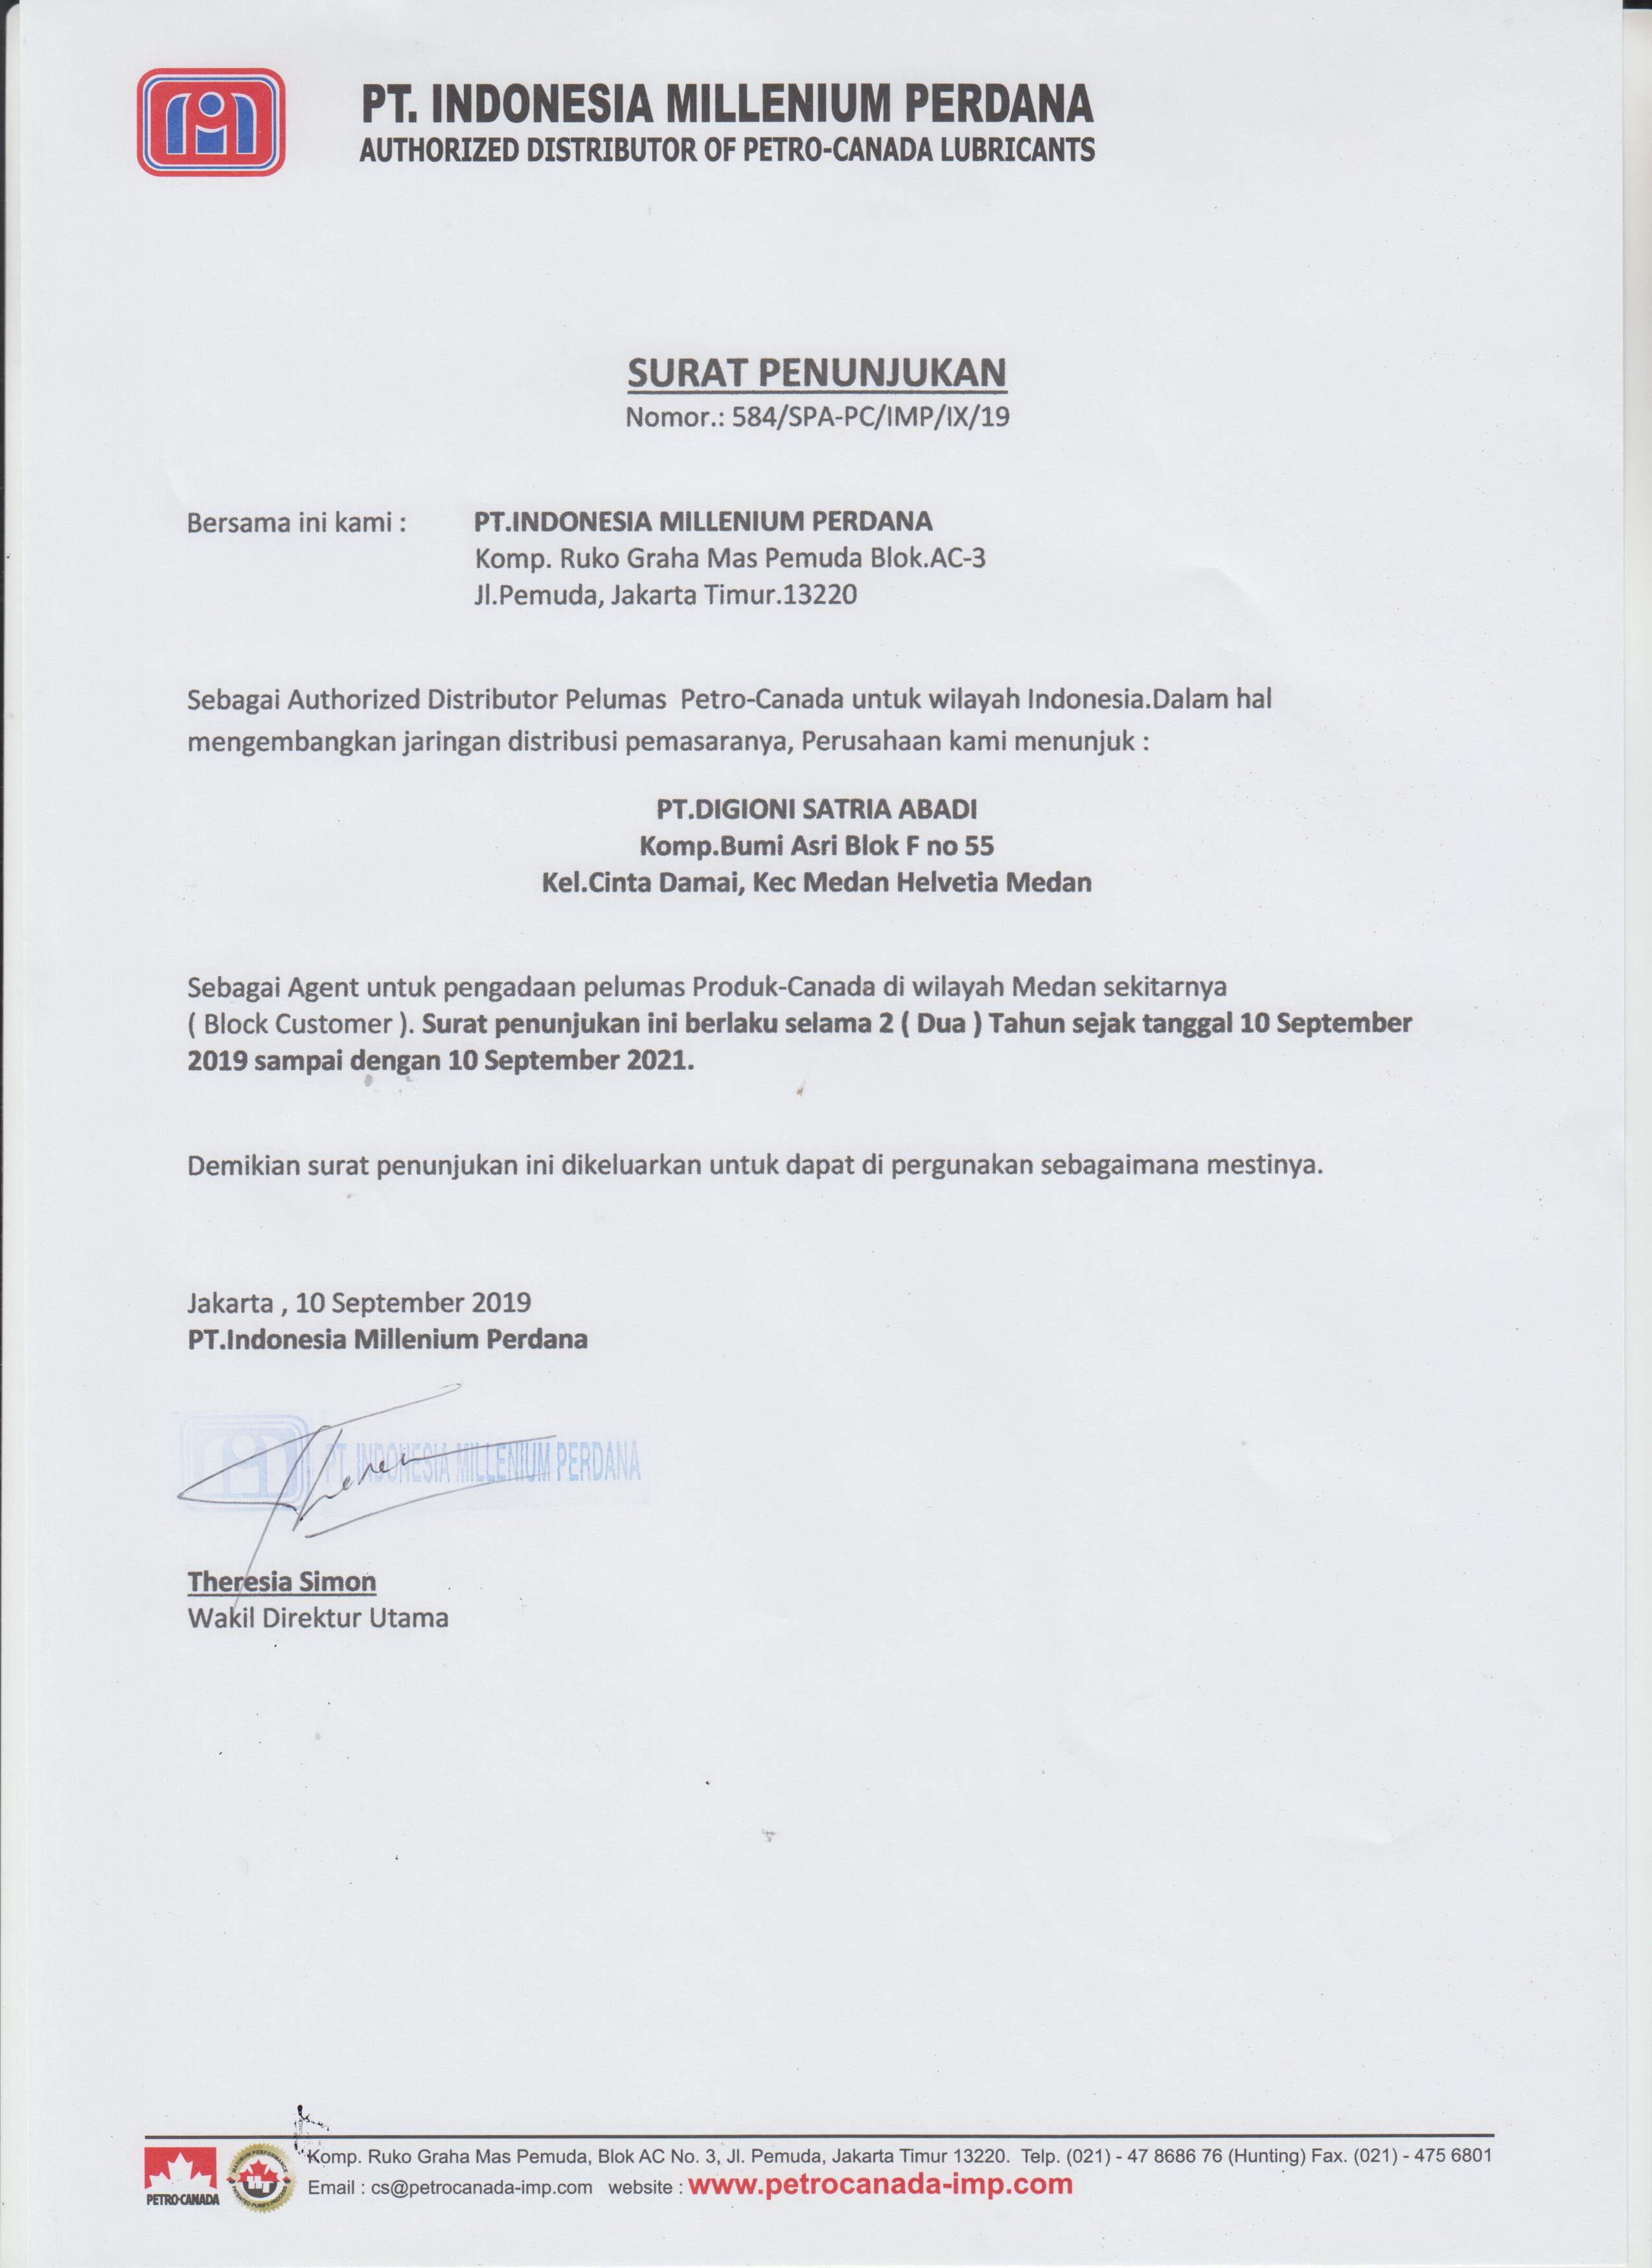 PT. INDONESIA MILLENIUM PERDANA
AUTHORIZED DISTRIBUTOR OF PETRO-CANADA LUBRICANTS
SURAT PENUNJUKAN
Nomor.: 584/SPA-PC/IMP/IX/19
Bersama ini kami : PT.INDONESIA MILLENIUM PERDANA
Komp. Ruko Graha Mas Pemuda Blok.AC-3
Jl.Pemuda, Jakarta Timur.13220
Sebagai Authorized Distributor Pelumas Petro-Canada untuk wilayah Indonesia.Dalam hal
mengembangkan jaringan distribusi pemasaranya, Perusahaan kami menunjuk :
PT.DIGIONI SATRIA ABADI
Komp.Bumi Asri Blok F no 55
Kel.Cinta Damai, Kec Medan Helvetia Medan
Sebagai Agent untuk pengadaan pelumas Produk-Canada di wilayah Medan sekitarnya
( Block Customer ). Surat penunjukan ini berlaku selama 2 ( Dua ) Tahun sejak tanggal 10 September
2019 sampai dengan 10 September 2021.
Demikian surat penunjukan ini dikeluarkan untuk dapat di pergunakan sebagaimana mestinya.
Jakarta , 10 September 2019
PT.Indonesia Millenium Perdana
PT. INDONESIA MILLENIUM PERDANA
Theresia Simon
Wakil Direktur Utama
Komp. Ruko Graha Mas Pemuda, Blok AC No. 3, Jl. Pemuda, Jakarta Timur 13220. Telp. (021) - 47 8686 76 (Hunting) Fax. (021) - 475 6801
PETRO-CANADA
HT
Email : cs@petrocanada-imp.com website : www.petrocanada-imp.com